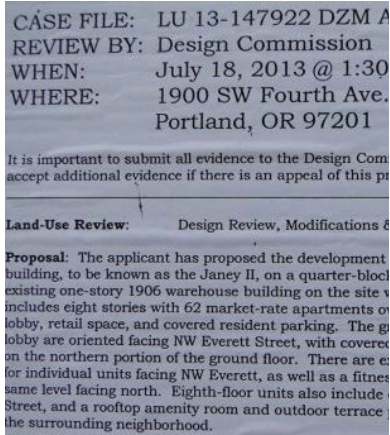 CASE FILE: LU 13-147922 DZM A
REVIEW BY: Design Commission
WHEN: July 18, 2013 @ 1:30
WHERE: 1900 SW Fourth Ave.
Portland, OR 97201
It is important to submit all evidence to the Design Com
accept additional evidence if there is an appeal of this pr
Land-Use Review: Design Review, Modifications &
Proposal: The applicant has proposed the development
building, to be known as the Janey II, on a quarter-block
existing one-story 1906 warehouse building on the site w
includes eight stories with 62 market-rate apartments ov
lobby, retail space, and covered resident parking. The gr
lobby are oriented facing NW Everett Street, with covered
on the northern portion of the ground floor. There are ex
for individual units facing NW Everett, as well as a fitnes
same level facing north. Eighth-floor units also include
Street, and a rooftop amenity room and outdoor terrace
the surrounding neighborhood.